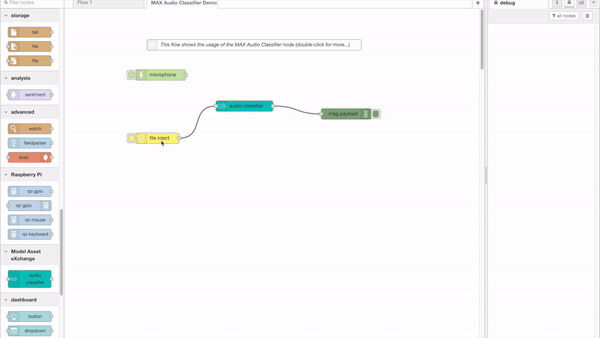 filter nodes
Flow 1
MAX Audio Classifier Demo
debug
storage
all nodes
tail
file
file
analysis
sentiment
advanced
watch
feedparser
exec
Raspberry Pi
rpi gpio
rpi gpio
rpi mouse
rpi keyboard
Model Asset
eXchange
audio
classifier
dashboard
button
dropdown
This flow shows the usage of the MAX Audio Classifier node (double-click for more...)
microphone
audio-classifier
msg.payload
file inject